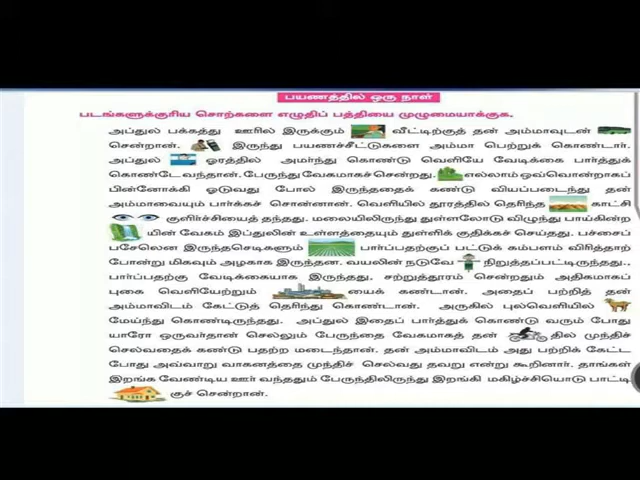 பயணத்தில் ஒரு நாள்
படங்களுக்குரிய சொற்களை எழுதிப் பத்தியை முழுமையாக்குக.
அப்துல் பக்கத்து ஊரில் இருக்கும் வீட்டிற்குத் தன் அம்மாவுடன்
சென்றான். இருந்து பயணச்சீட்டுகளை அம்மா பெற்றுக் கொண்டார்.
அப்துல் ஓரத்தில் அமர்ந்து கொண்டு வெளியே வேடிக்கை பார்த்துக்
கொண்டே வந்தான். பேருந்து வேகமாகச் சென்றது. எல்லாம் ஒவ்வொன்றாகப்
பின்னோக்கி ஓடுவது போல் இருந்ததைக் கண்டு வியப்படைந்து தன்
அம்மாவையும் பார்க்கச் சொன்னான். வெளியில் தூரத்தில் தெரிந்த காட்சி
குளிர்ச்சியைத் தந்தது. மலையிலிருந்து துள்ளலோடு விழுந்து பாய்கின்ற
யின் வேகம் இப்துலின் உள்ளத்தையும் துள்ளிக் குதிக்கச் செய்தது. பச்சைப்
பசேலென இருந்தசெடிகளும் பார்ப்பதற்குப் பட்டுக் கம்பளம் விரித்தாற்
போன்று மிகவும் அழகாக இருந்தன. வயலின் நடுவே நிறுத்தப்பட்டிருந்தது..
பார்ப்பதற்கு வேடிக்கையாக இருந்தது. சற்றுத்தூரம் சென்றதும் அதிகமாகப்
புகை வெளியேற்றும் யைக் கண்டான். அதைப் பற்றித் தன்
அம்மாவிடம் கேட்டுத் தெரிந்து கொண்டான். அருகில் புல்வெளியில்
மேய்ந்து கொண்டிருந்தது. அப்துல் இதைப் பார்த்துக் கொண்டு வரும் போது
யாரோ ஒருவர்தான் செல்லும் பேருந்தை வேகமாகத் தன் தில் முந்திச்
செல்வதைக் கண்டு பதற்ற மடைந்தான். தன் அம்மாவிடம் அது பற்றிக் கேட்ட
போது அவ்வாறு வாகனத்தை முந்திச் செல்வது தவறு என்று கூறினார். தாங்கள்
இறங்க வேண்டிய ஊர் வந்ததும் பேருந்திலிருந்து இறங்கி மகிழ்ச்சியொடு பாட்டி
குச் சென்றான்.